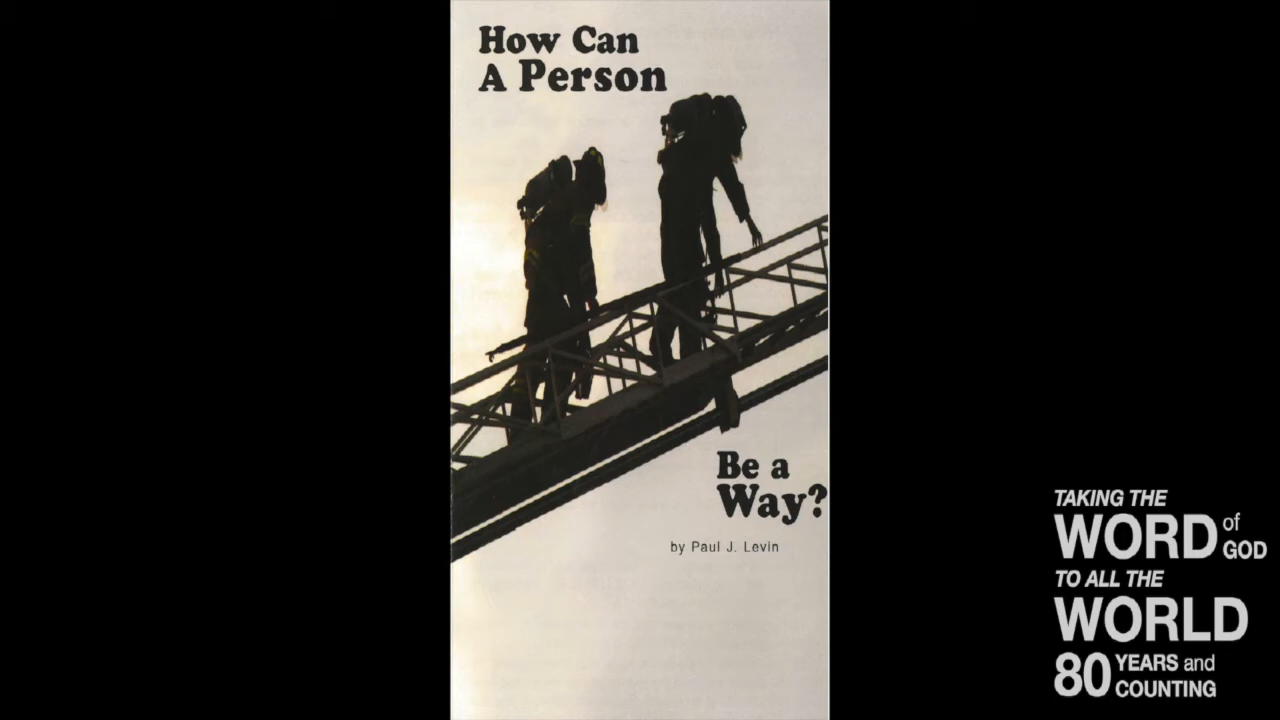 How Can
A Person
Be a
Way?
by Paul J. Levin
TAKING THE
WORD of
GOD
TO ALL THE
WORLD
80 YEARS and
COUNTING